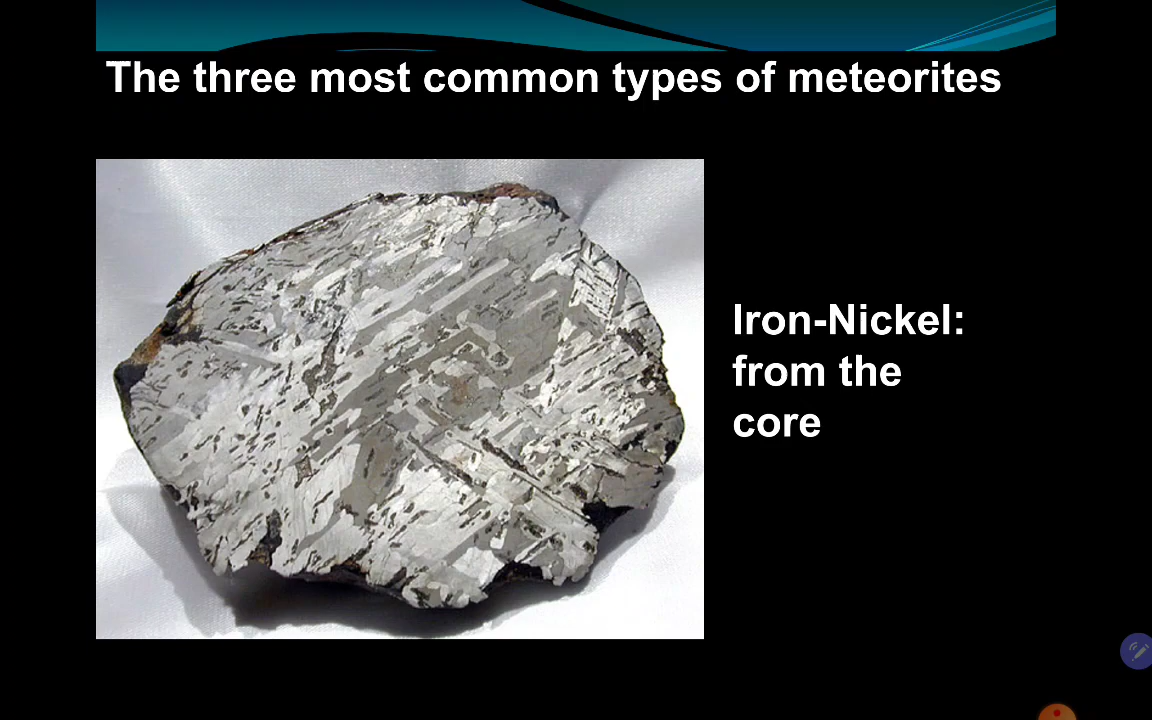 The three most common types of meteorites
Iron-Nickel:
from the
core